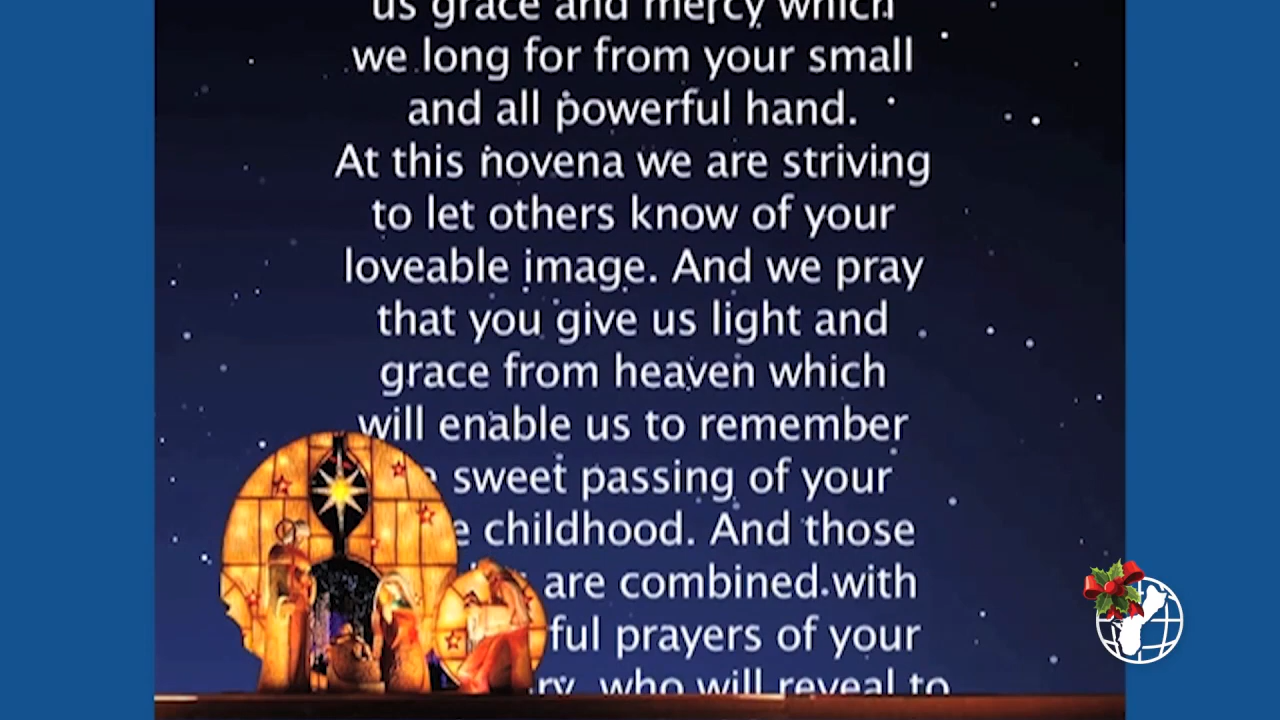 us grace and mercy which
we long for from your small
and all powerful hand.
At this novena we are striving
to let others know of your
loveable image. And we pray
that you give us light and
grace from heaven which
will enable us to remember
sweet passing of your
childhood. And those
are combined with
prayers of your
who will reveal to